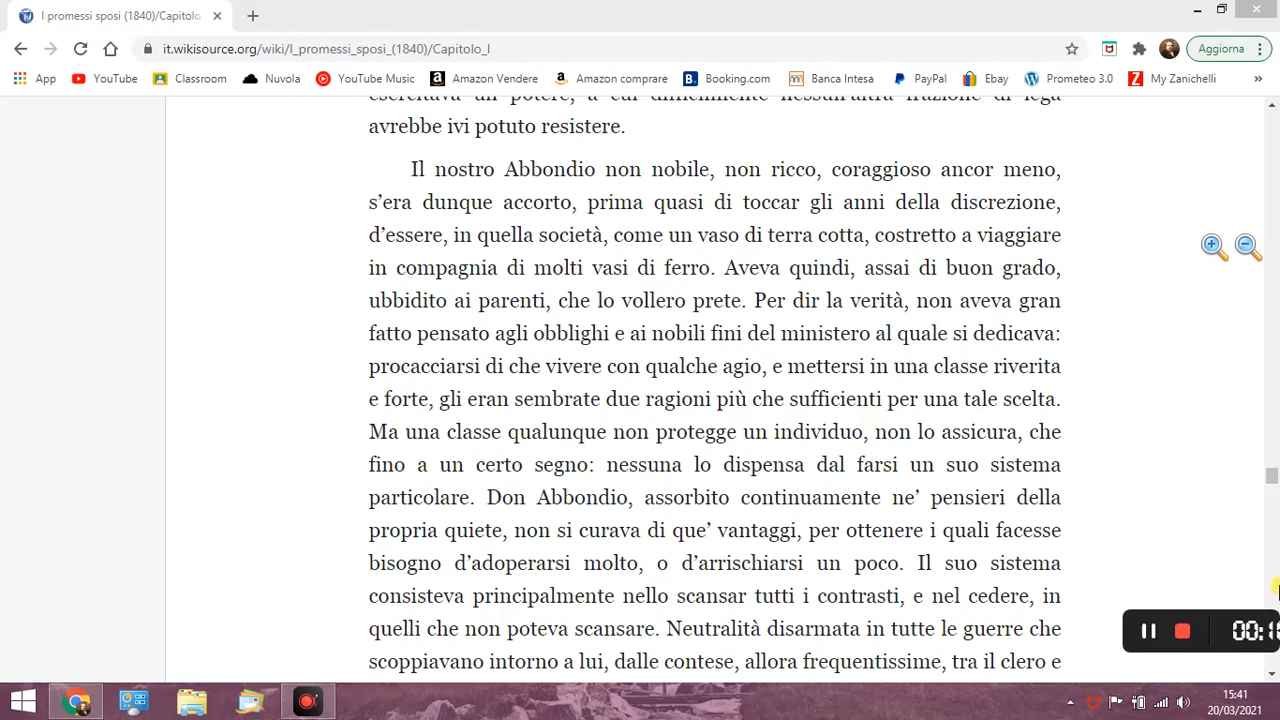 I promessi sposi (1840)/Capitolo
it.wikisource.org/wiki/I_promessi_sposi_(1840)/Capitolo_I
Aggiorna
App YouTube Classroom Nuvola YouTube Music Amazon Vendere Amazon comprare Booking.com Banca Intesa PayPal Ebay Prometeo 3.0 My Zanichelli »
esercitava un potere, a cui difficilmente nessun'altra frazione di lega
avrebbe ivi potuto resistere.
Il nostro Abbondio non nobile, non ricco, coraggioso ancor meno,
s'era dunque accorto, prima quasi di toccar gli anni della discrezione,
d'essere, in quella società, come un vaso di terra cotta, costretto a viaggiare
in compagnia di molti vasi di ferro. Aveva quindi, assai di buon grado,
ubbidito ai parenti, che lo vollero prete. Per dir la verità, non aveva gran
fatto pensato agli obblighi e ai nobili fini del ministero al quale si dedicava:
procacciarsi di che vivere con qualche agio, e mettersi in una classe riverita
e forte, gli eran sembrate due ragioni più che sufficienti per una tale scelta.
Ma una classe qualunque non protegge un individuo, non lo assicura, che
fino a un certo segno: nessuna lo dispensa dal farsi un suo sistema
particolare. Don Abbondio, assorbito continuamente ne' pensieri della
propria quiete, non si curava di que' vantaggi, per ottenere i quali facesse
bisogno d'adoperarsi molto, o d'arrischiarsi un poco. Il suo sistema
consisteva principalmente nello scansar tutti i contrasti, e nel cedere, in
quelli che non poteva scansare. Neutralità disarmata in tutte le guerre che
scoppiavano intorno a lui, dalle contese, allora frequentissime, tra il clero e
15:41
20/03/2021